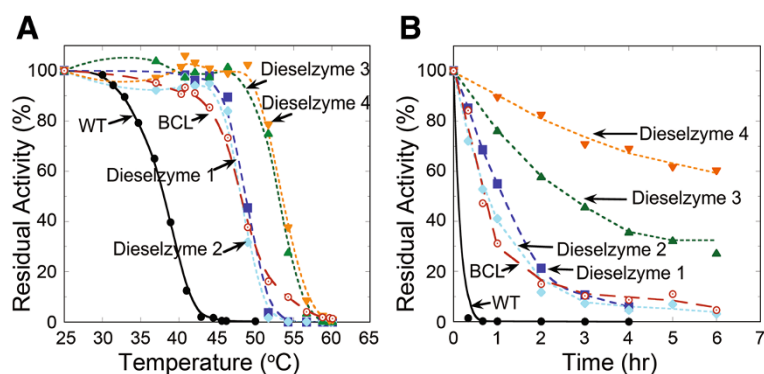 A
Residual Activity (%)
100
80
60
40
20
0
25 30 35 40 45 50 55 60 65
Temperature (°C)
WT
BCL
Dieselzyme 1
Dieselzyme 2
Dieselzyme 3
Dieselzyme 4
B
Residual Activity (%)
100
80
60
40
20
0
0 1 2 3 4 5 6 7
Time (hr)
Dieselzyme 4
Dieselzyme 3
Dieselzyme 2
Dieselzyme 1
BCL
WT